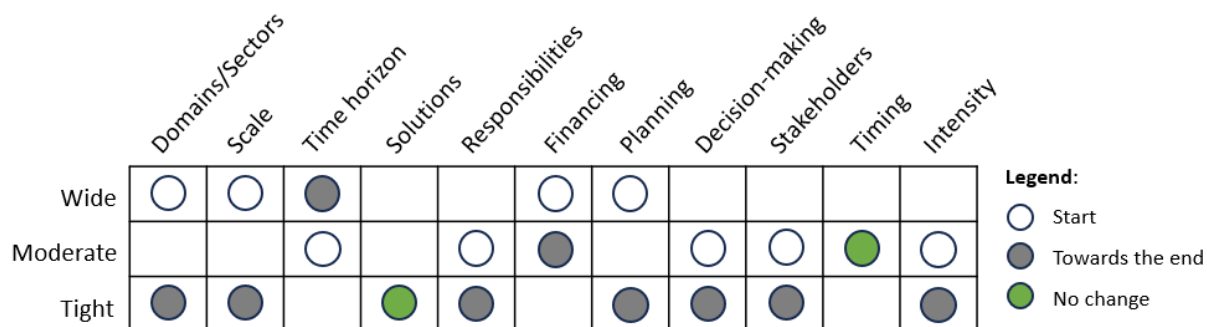 Domains/Sectors
Scale
Time horizon
Solutions
Responsibilities
Financing
Planning
Decision-making
Stakeholders
Timing
Intensity
Wide
Moderate
Tight
Legend:
Start
Towards the end
No change